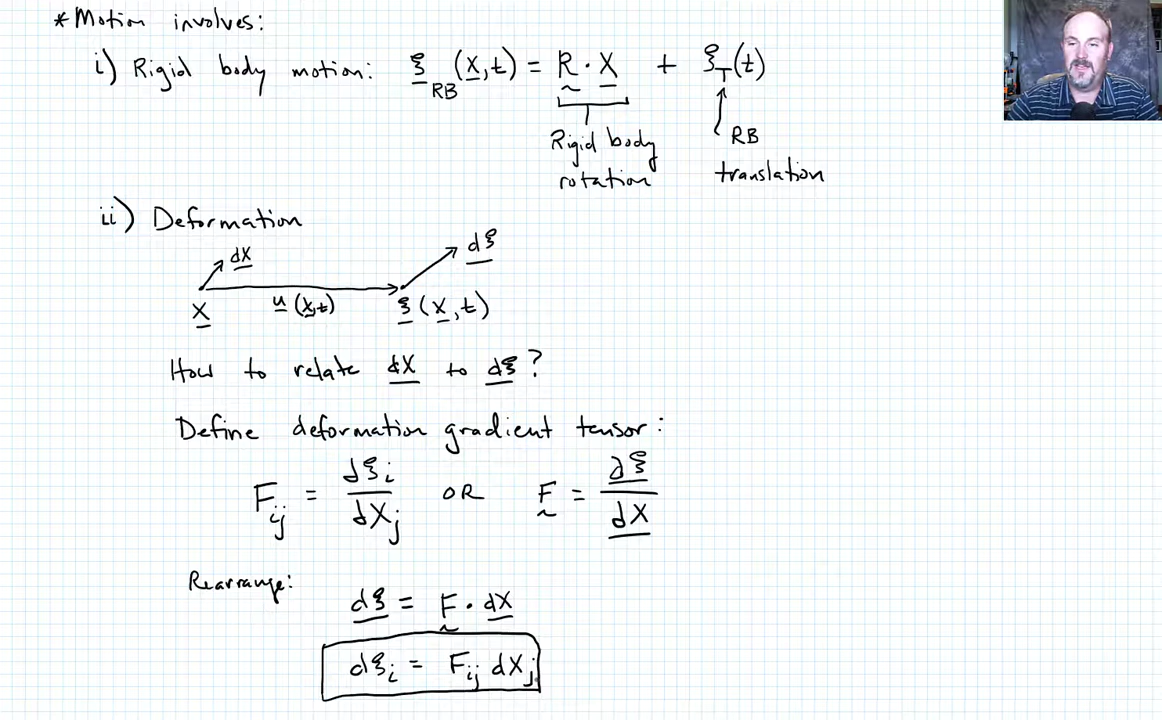 *Motion involves:
i) Rigid body motion: ξ_RB (X,t) = R · X + ξ_T(t)
Rigid body rotation
RB translation
ii) Deformation
dX
dξ
X
u(X,t)
ξ(X,t)
How to relate dX to dξ?
Define deformation gradient tensor:
F_ij = dξ_i / dX_j OR F = ∂ξ / dX
Rearrange:
dξ = F · dX
dξ_i = F_ij dX_j